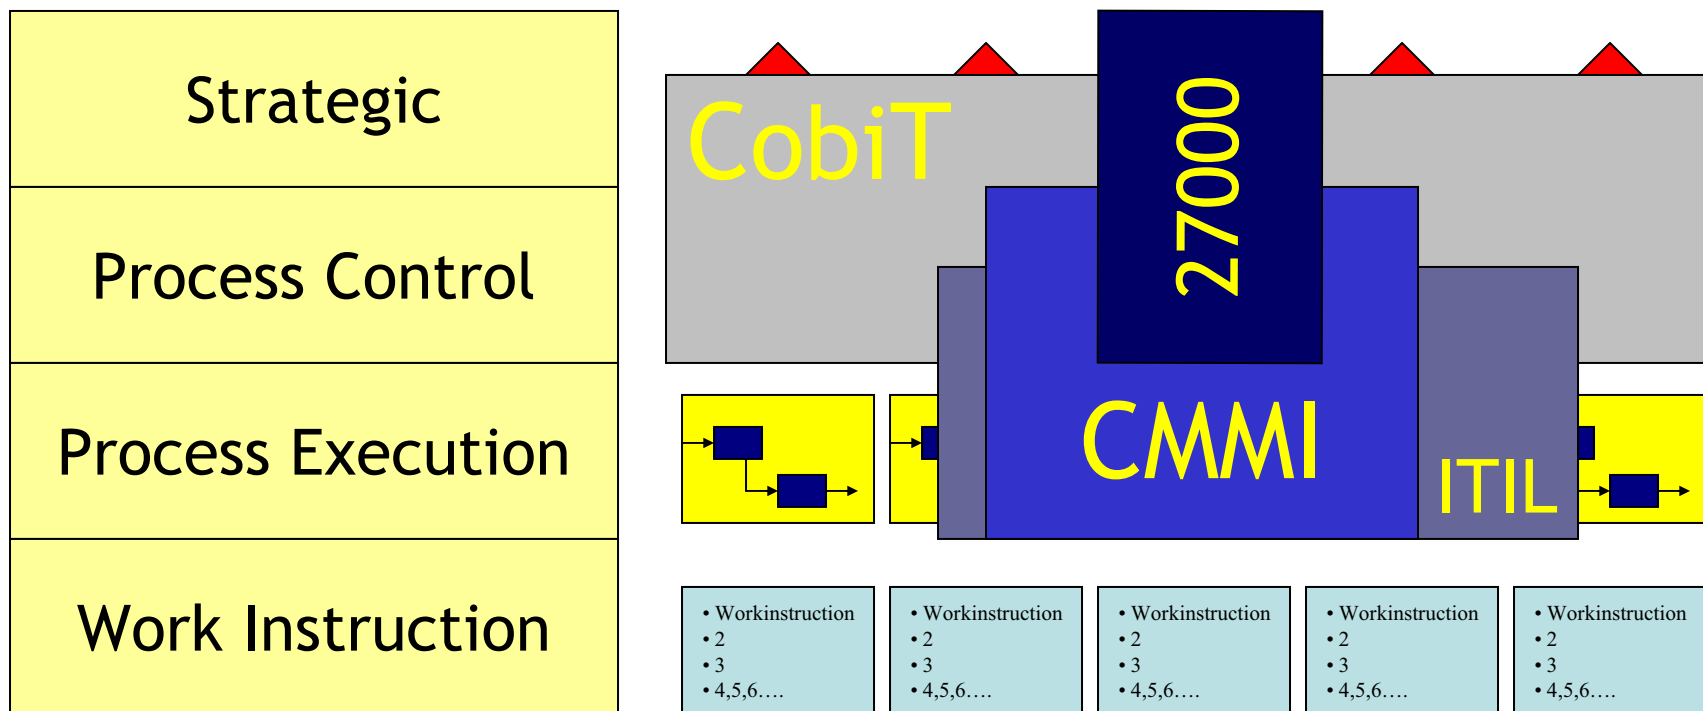 Strategic
Process Control
Process Execution
Work Instruction
CobiT
27000
CMMI
ITIL
• Workinstruction
• 2
• 3
• 4,5,6….
• Workinstruction
• 2
• 3
• 4,5,6….
• Workinstruction
• 2
• 3
• 4,5,6….
• Workinstruction
• 2
• 3
• 4,5,6….
• Workinstruction
• 2
• 3
• 4,5,6….